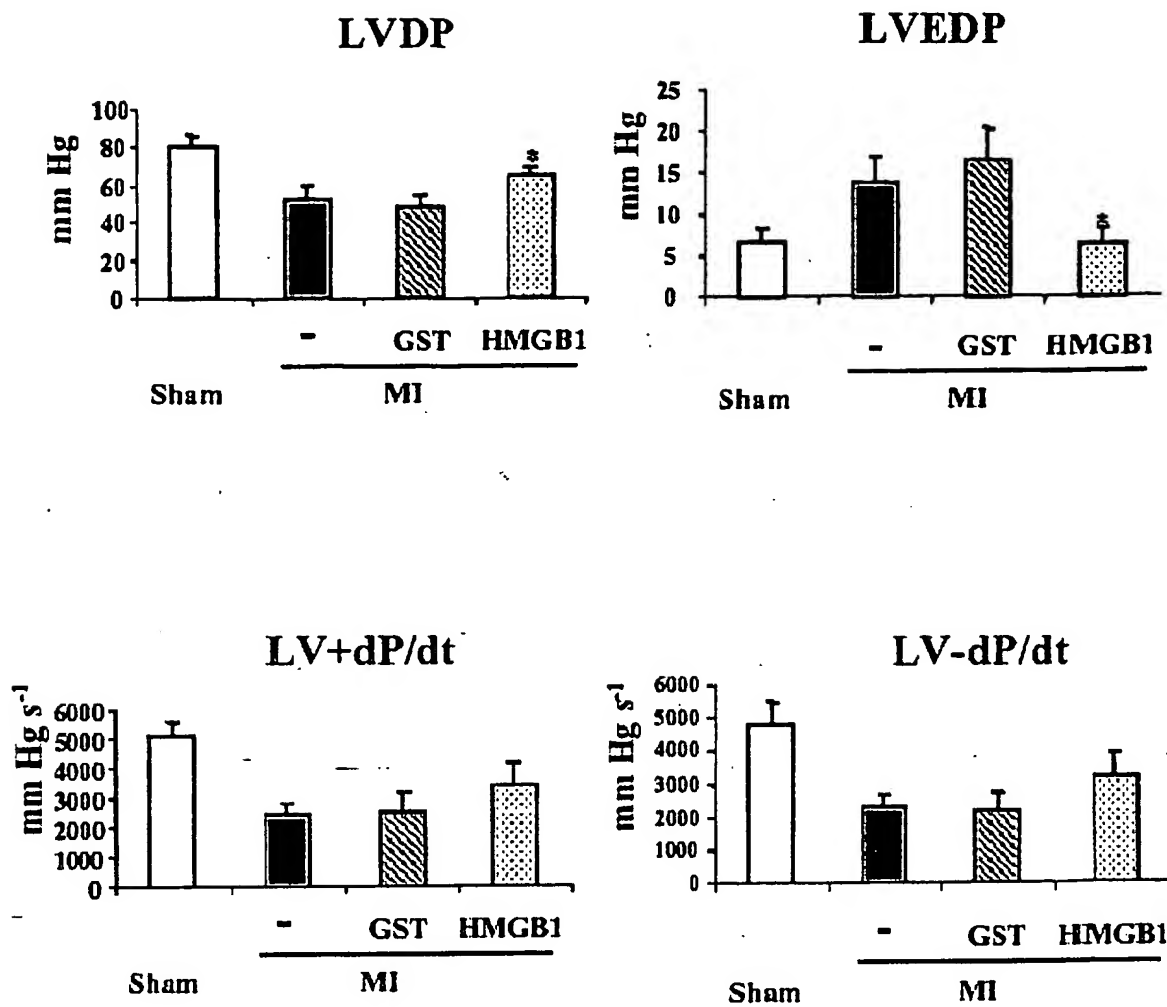 LVDP
mm Hg
100
80
60
40
20
0
*
- GST HMGB1
Sham MI
LVEDP
mm Hg
25
20
15
10
5
0
*
- GST HMGB1
Sham MI
LV+dP/dt
mm Hg s⁻¹
6000
5000
4000
3000
2000
1000
0
- GST HMGB1
Sham MI
LV-dP/dt
mm Hg s⁻¹
6000
5000
4000
3000
2000
1000
0
- GST HMGB1
Sham MI